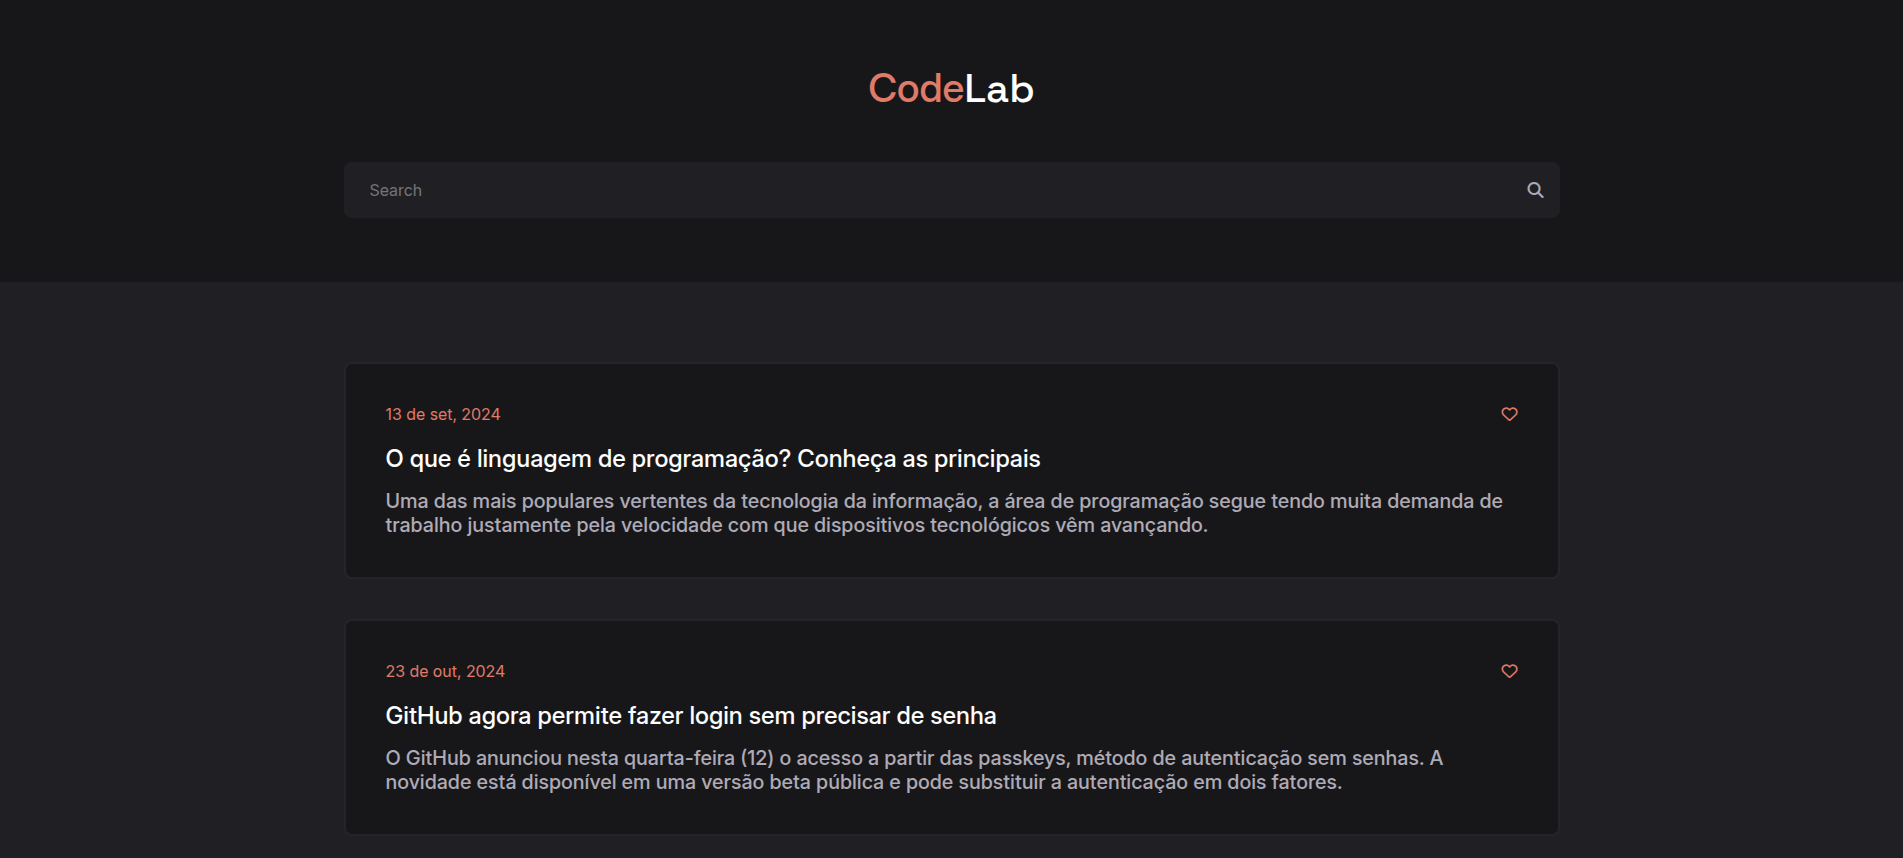 CodeLab
Search
13 de set, 2024
O que é linguagem de programação? Conheça as principais
Uma das mais populares vertentes da tecnologia da informação, a área de programação segue tendo muita demanda de
trabalho justamente pela velocidade com que dispositivos tecnológicos vêm avançando.
23 de out, 2024
GitHub agora permite fazer login sem precisar de senha
O GitHub anunciou nesta quarta-feira (12) o acesso a partir das passkeys, método de autenticação sem senhas. A
novidade está disponível em uma versão beta pública e pode substituir a autenticação em dois fatores.